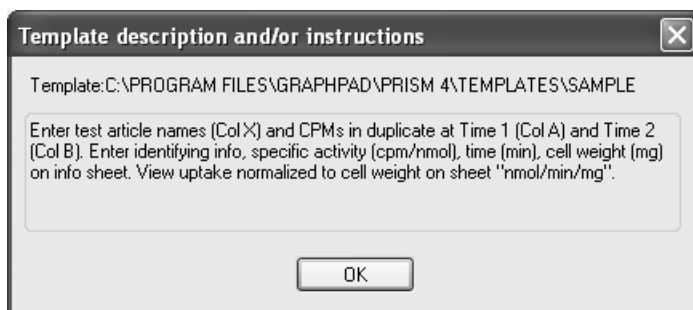 Template description and/or instructions
Template:C:\PROGRAM FILES\GRAPHPAD\PRISM 4\TEMPLATES\SAMPLE
Enter test article names (Col X) and CPMs in duplicate at Time 1 (Col A) and Time 2
(Col B). Enter identifying info, specific activity (cpm/nmol), time (min), cell weight (mg)
on info sheet. View uptake normalized to cell weight on sheet "nmol/min/mg".
OK